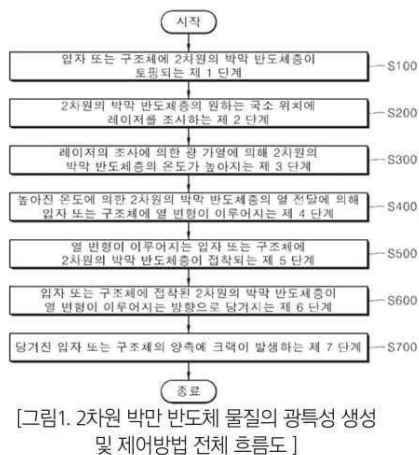 시작
입자 또는 구조체에 2차원의 박막 반도체층이
토핑되는 제 1 단계
S100
2차원의 박막 반도체층의 원하는 국소 위치에
레이저를 조사하는 제 2 단계
S200
레이저의 조사에 의한 광 가열에 의해 2차원의
박막 반도체층의 온도가 높아지는 제 3 단계
S300
높아진 온도에 의한 2차원의 박막 반도체층의 열 전달에 의해
입자 또는 구조체에 열 변형이 이루어지는 제 4 단계
S400
열 변형이 이루어지는 입자 또는 구조체에
2차원의 박막 반도체층이 접착되는 제 5 단계
S500
입자 또는 구조체에 접착된 2차원의 박막 반도체층이
열 변형이 이루어지는 방향으로 당겨지는 제 6 단계
S600
당겨진 입자 또는 구조체의 양측에 크랙이 발생하는 제 7 단계
S700
종료
[그림1. 2차원 박만 반도체 물질의 광특성 생성
및 제어방법 전체 흐름도 ]